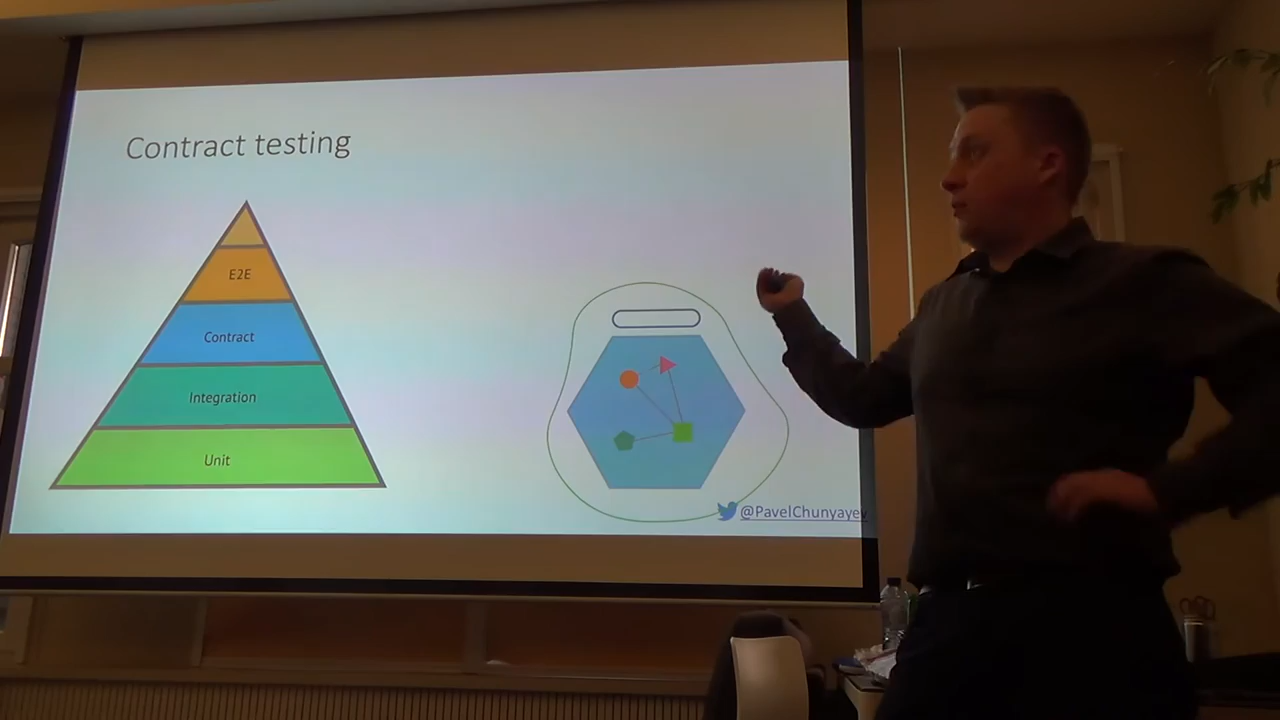 Contract testing
E2E
Contract
Integration
Unit
@PavelChunyayev